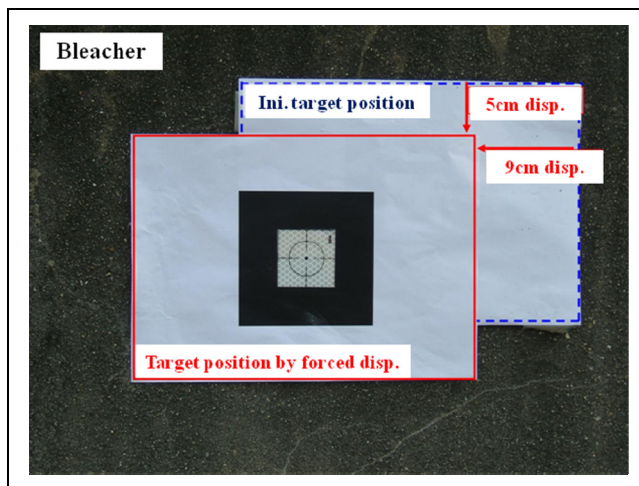 Bleacher
Ini. target position
5cm disp.
9cm disp.
Target position by forced disp.